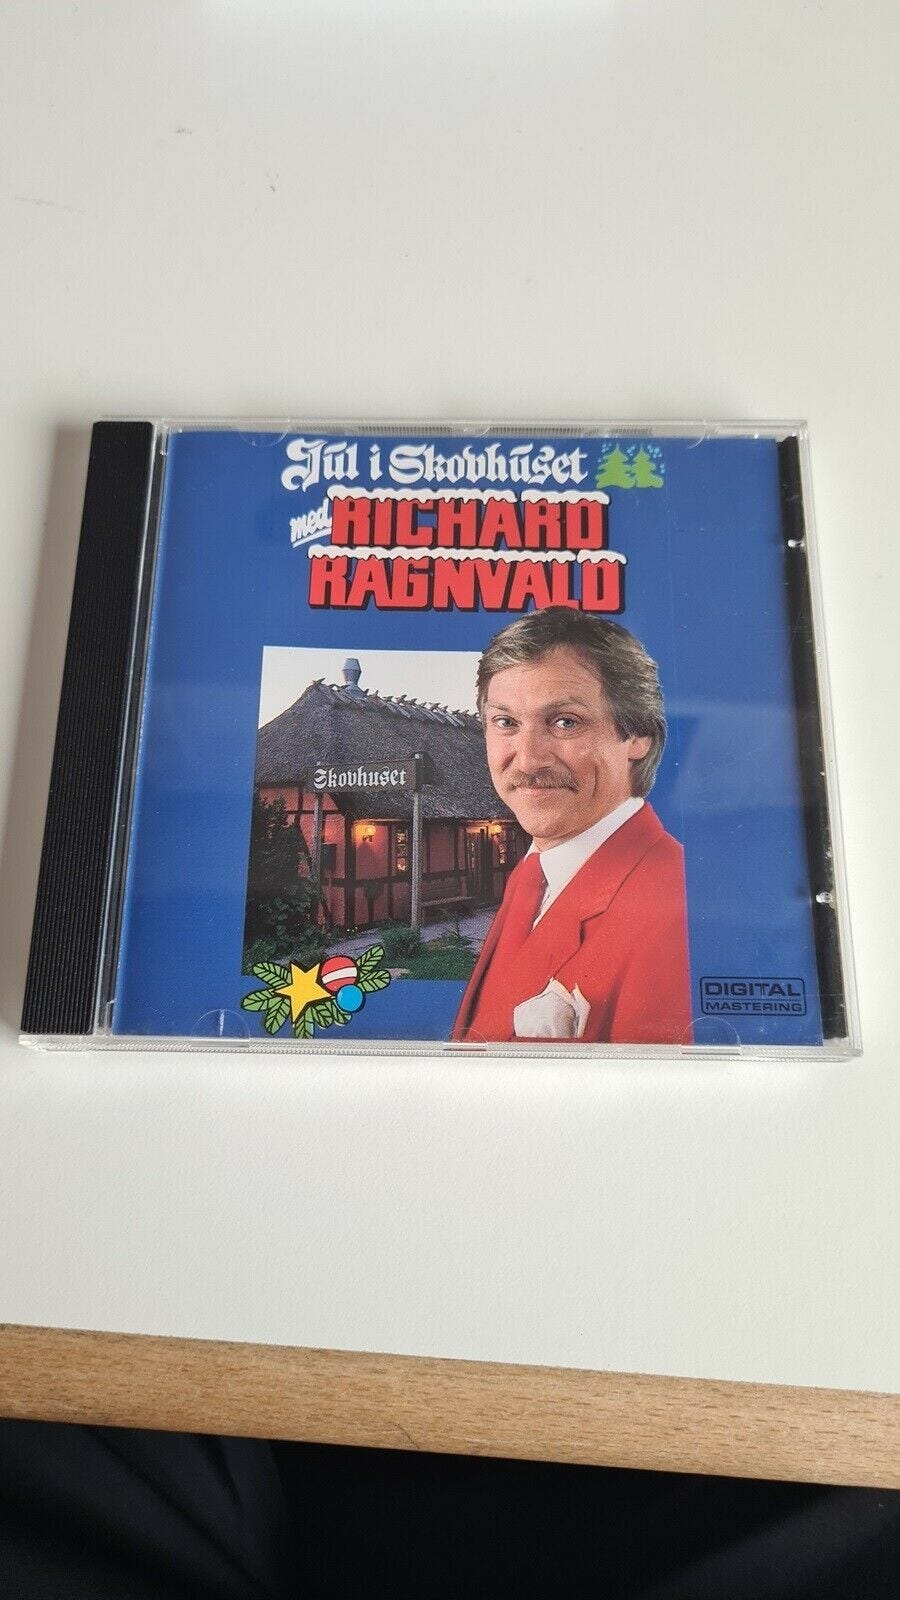 Jul i Skovhuset
med RICHARD
RAGNVALD
Skovhuset
DIGITAL
MASTERING